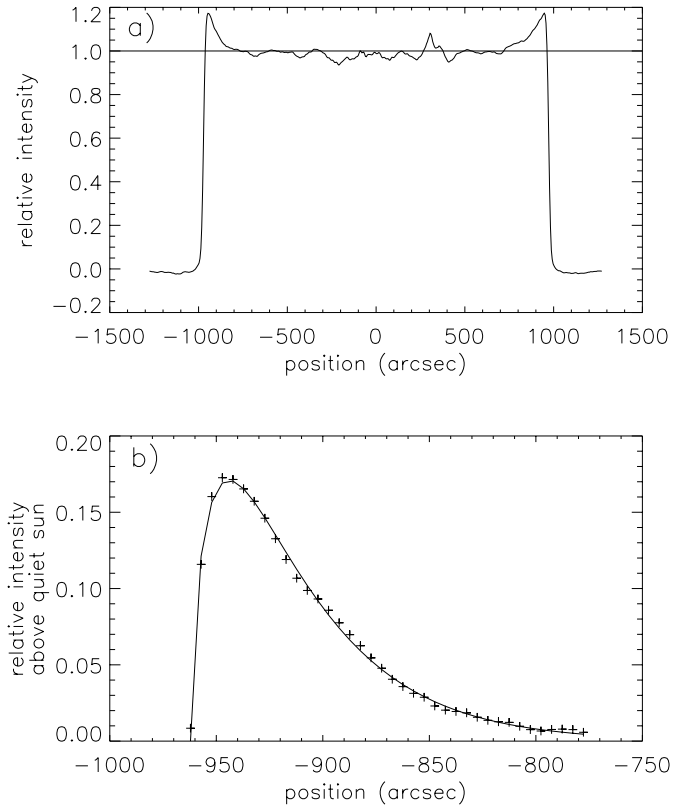 a)
1.2
1.0
0.8
0.6
0.4
0.2
0.0
−0.2
relative intensity
−1500 −1000 −500 0 500 1000 1500
position (arcsec)
b)
0.20
0.15
0.10
0.05
0.00
relative intensity
above quiet sun
−1000 −950 −900 −850 −800 −750
position (arcsec)